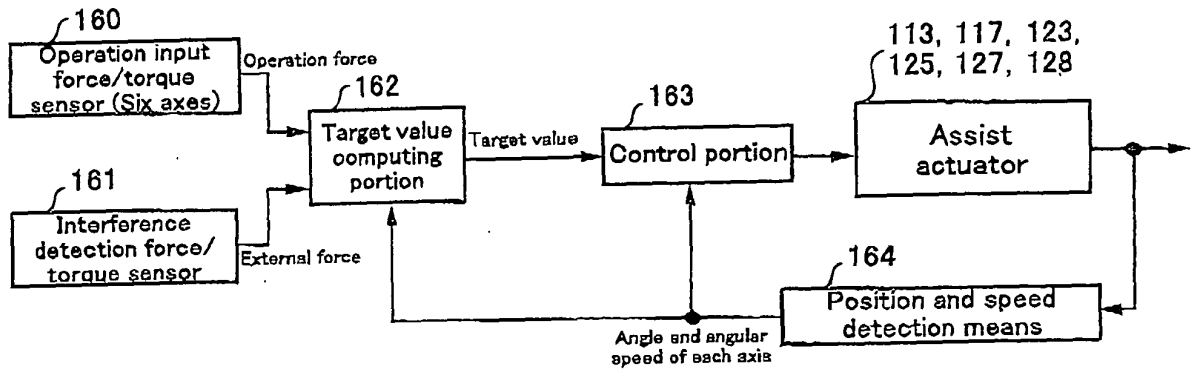 160
Operation input
force/torque
sensor (Six axes)
Operation force
161
Interference
detection force/
torque sensor
External force
162
Target value
computing
portion
Target value
163
Control portion
113, 117, 123,
125, 127, 128
Assist
actuator
164
Position and speed
detection means
Angle and angular
speed of each axis